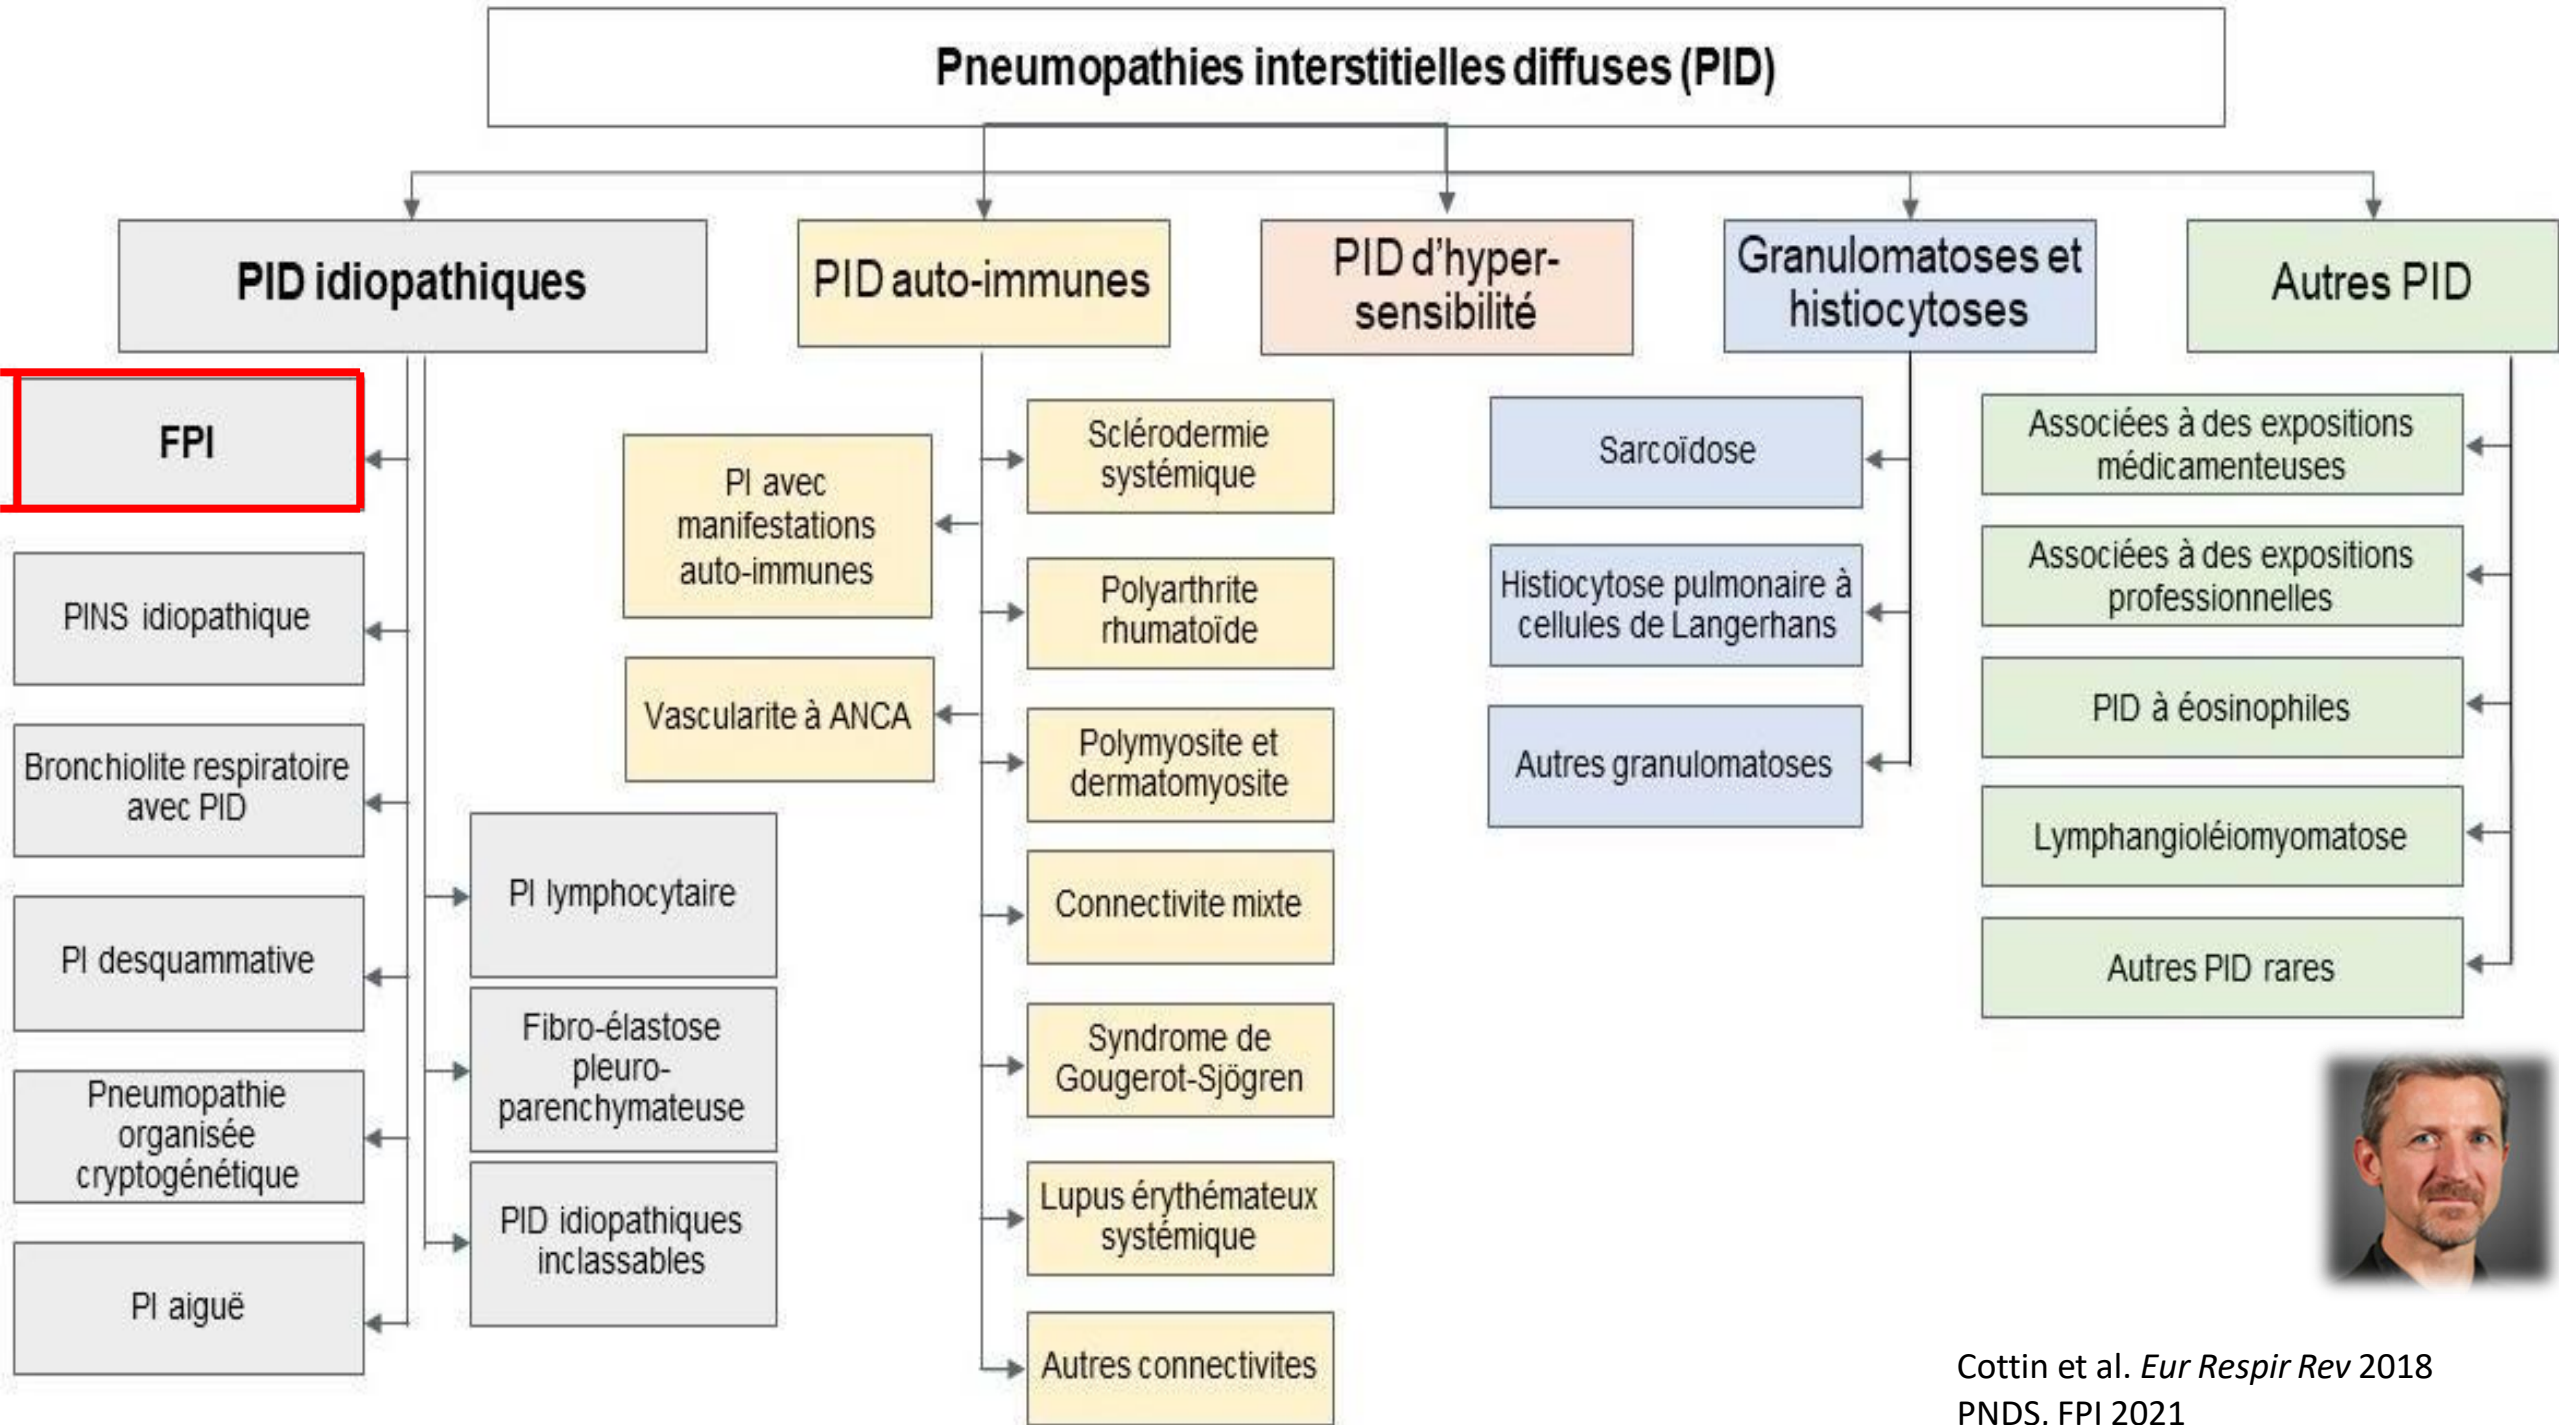 Pneumopathies interstitielles diffuses (PID)
PID idiopathiques
FPI
PINS idiopathique
Bronchiolite respiratoire
avec PID
PI desquammative
Pneumopathie
organisée
cryptogénétique
PI aiguë
PI lymphocytaire
Fibro-élastose
pleuro-
parenchymateuse
PID idiopathiques
inclassables
PID auto-immunes
PI avec
manifestations
auto-immunes
Vascularite à ANCA
Sclérodermie
systémique
Polyarthrite
rhumatoïde
Polymyosite et
dermatomyosite
Connectivite mixte
Syndrome de
Gougerot-Sjögren
Lupus érythémateux
systémique
Autres connectivites
PID d'hyper-
sensibilité
Granulomatoses et
histiocytoses
Sarcoïdose
Histiocytose pulmonaire à
cellules de Langerhans
Autres granulomatoses
Autres PID
Associées à des expositions
médicamenteuses
Associées à des expositions
professionnelles
PID à éosinophiles
Lymphangioléiomyomatose
Autres PID rares
Cottin et al. Eur Respir Rev 2018
PNDS. FPI 2021